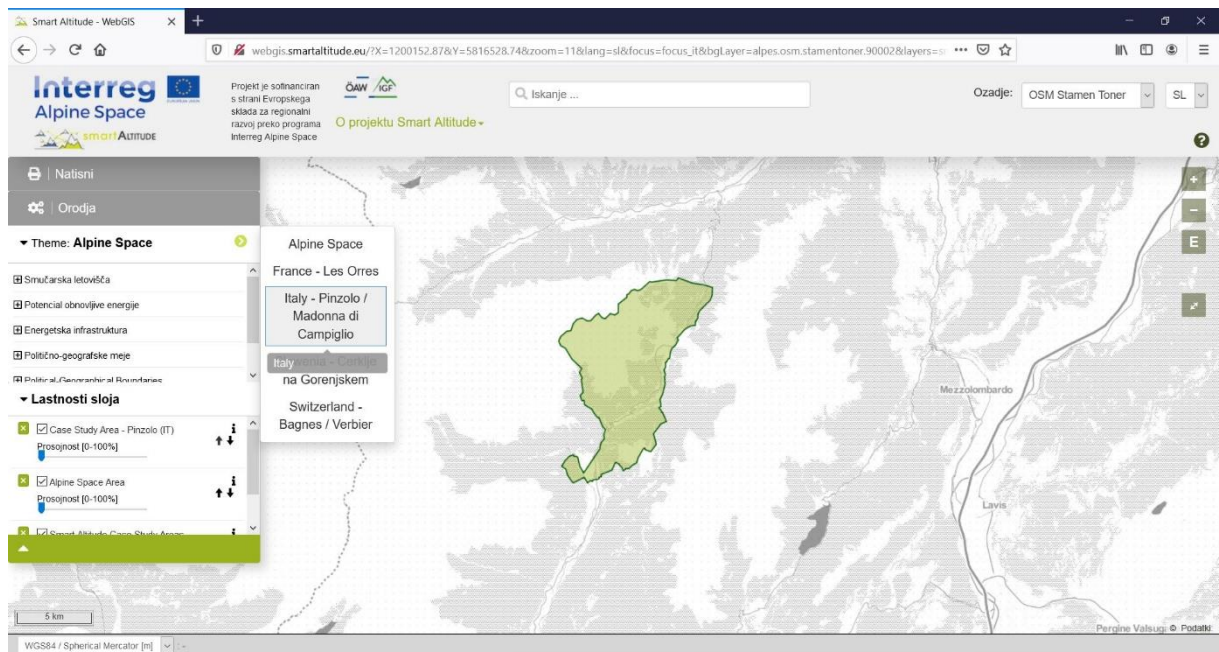 Smart Altitude - WebGIS
webgis.smartaltitude.eu/?X=1200152.87&Y=5816528.74&zoom=11&lang=sl&focus=focus_it&bgLayer=alpes.osm.stamentoner.90002&layers=s
Interreg
Alpine Space
smartALTITUDE
Projekt je sofinanciran
s strani Evropskega
sklada za regionalni
razvoj preko programa
Interreg Alpine Space
ÖAW IGF
O projektu Smart Altitude
Iskanje ...
Ozadje:
OSM Stamen Toner
SL
Natisni
Orodja
Theme: Alpine Space
Smučarska letovišča
Potencial obnovljive energije
Energetska infrastruktura
Politično-geografske meje
Political-Geographical Boundaries
Lastnosti sloja
Case Study Area - Pinzolo (IT)
Prosojnost [0-100%]
Alpine Space Area
Prosojnost [0-100%]
Smart Altitude Case Study Areas
Alpine Space
France - Les Orres
Italy - Pinzolo /
Madonna di
Campiglio
Italy
na Gorenjskem
Switzerland -
Bagnes / Verbier
E
Mezzolombardo
Lavis
Pergine Valsug
© Podatki:
5 km
WGS84 / Spherical Mercator [m]